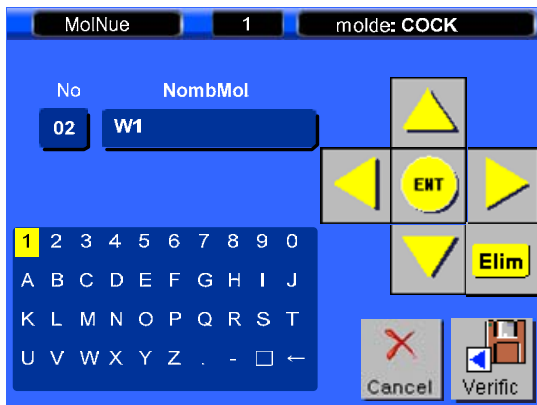 MolNue 1 molde: COCK
No NombMol
02 W1
ENT
1 2 3 4 5 6 7 8 9 0
Elim
A B C D E F G H I J
K L M N O P Q R S T
U V W X Y Z . - □ ←
Cancel Verific